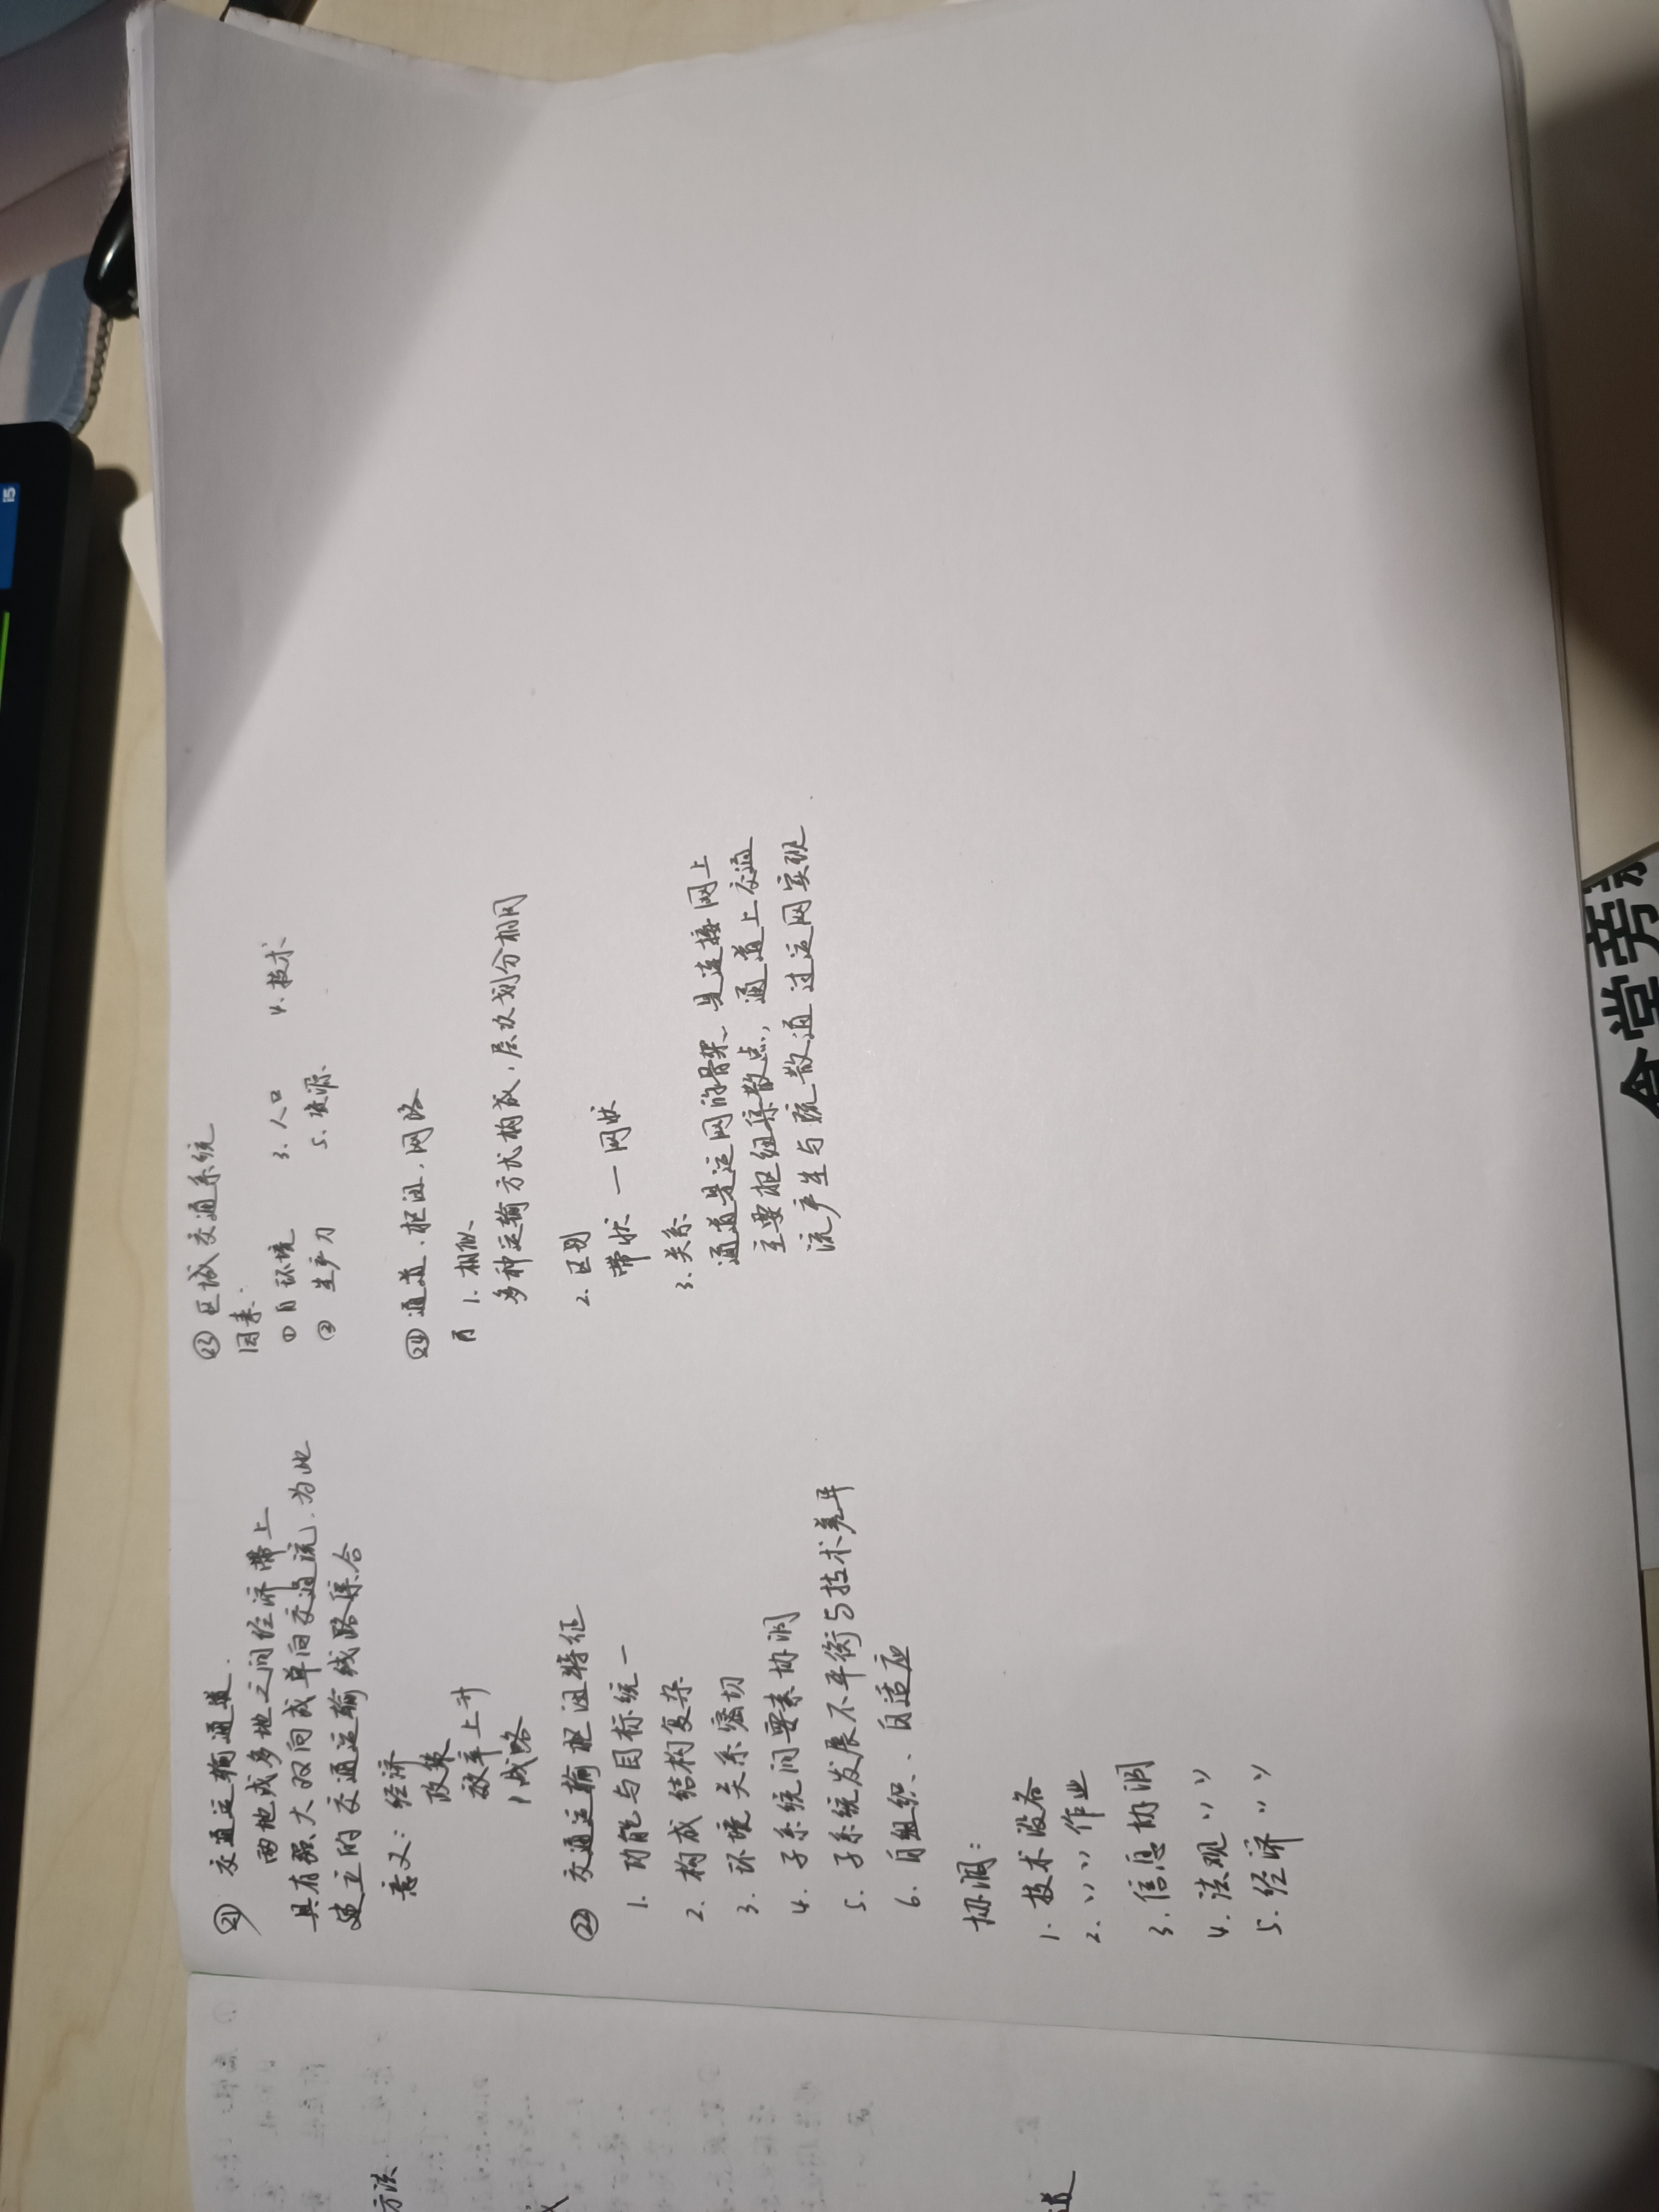 ㉑ 交通运输通道.
两地或多地之间经济带上
具有强大双向或单向交通流、为此
建立的交通运输线路集合
意义：经济
政策
效率上升
战略
㉒ 交通运输枢纽特征
1. 功能与目标统一
2. 构成结构复杂
3. 环境关系密切
4. 子系统间要素协调
5. 子系统发展不平衡与技术差异
6. 自组织、自适应
协调：
1. 技术设备
2. 〃 〃 作业
3. 信息协调
4. 法观 〃 〃
5. 经济 〃 〃
㉓ 区域交通系统
因素：
① 自环境 3. 人口 4. 技术
② 生产力 5. 资源
㉔ 通道、枢纽、网络
1. 相似
多种运输方式构成，层次划分相同
2. 区别
带状 — 网状
3. 关系
通道是运网的骨架、是连接网上
主要枢纽集散点，通道上交通
流产生与疏散通过运网实现
方法
道
i5
食堂旁